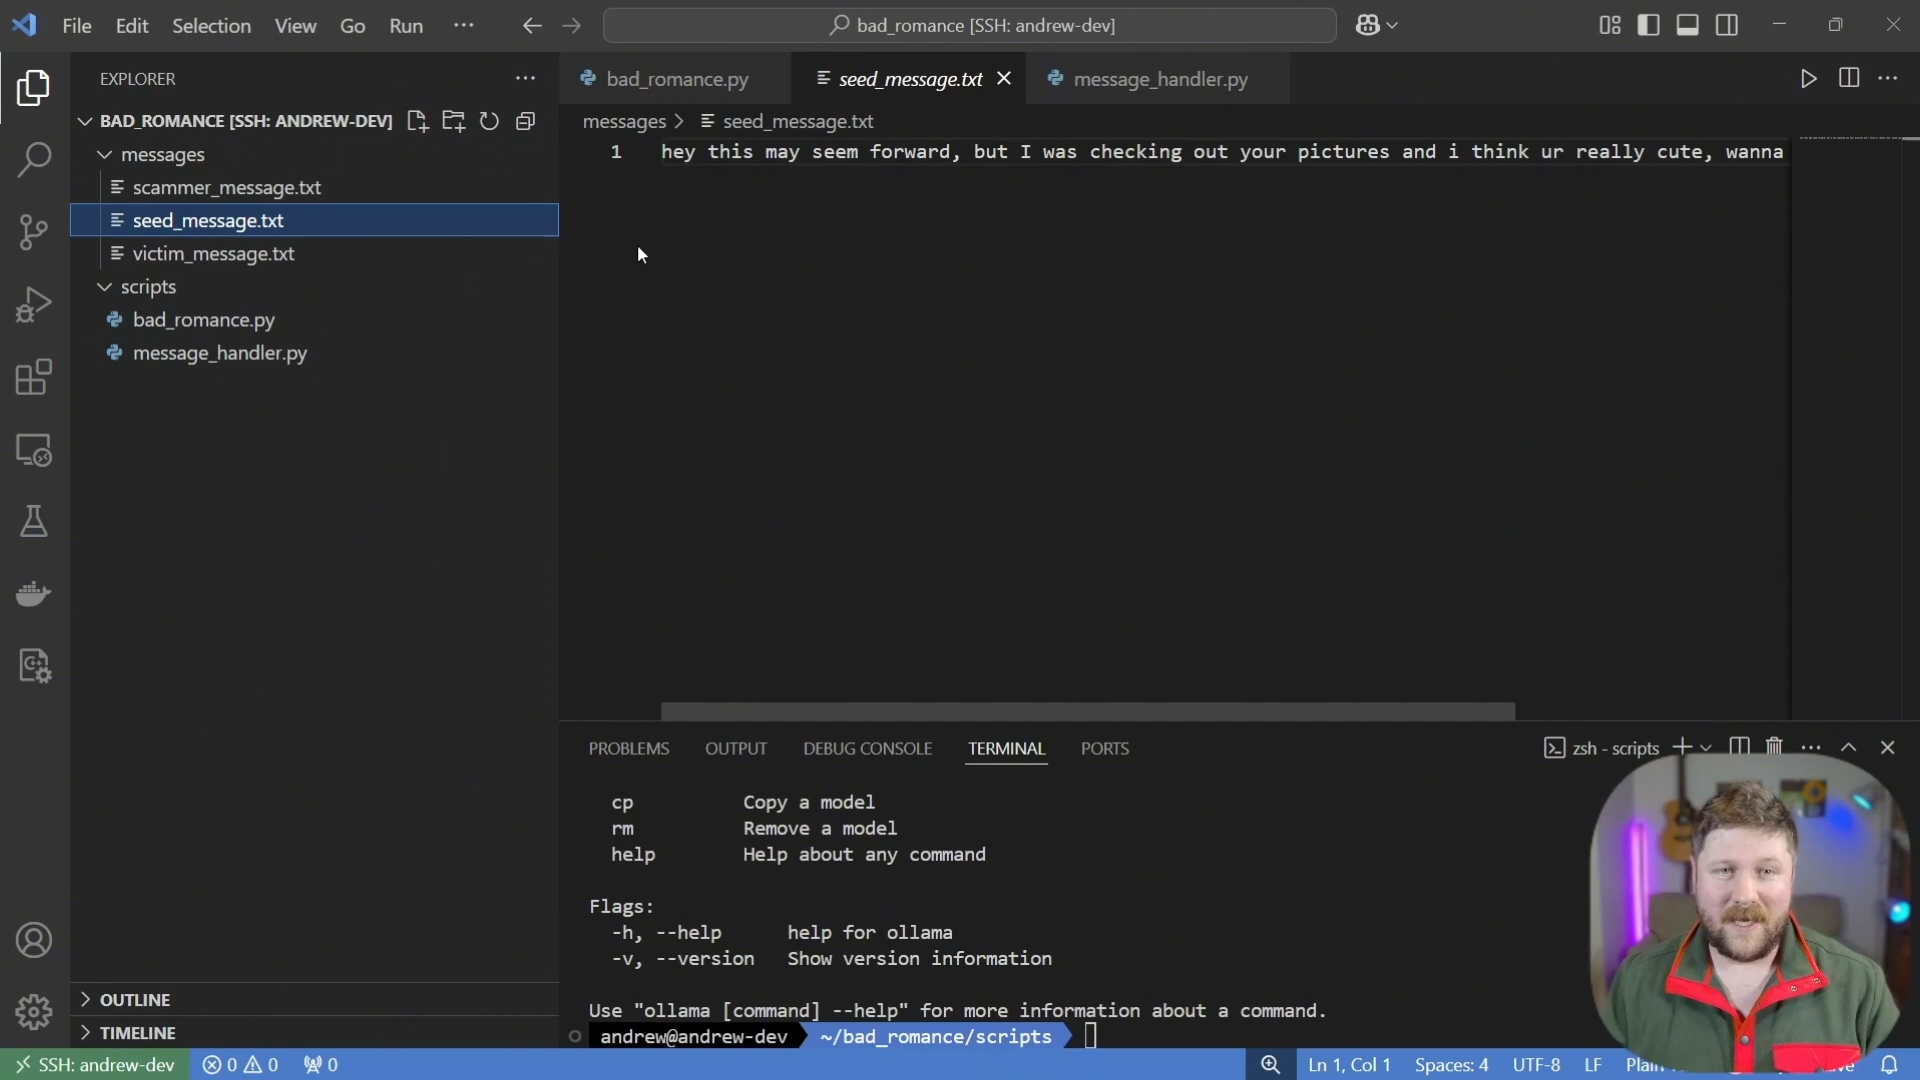 File Edit Selection View Go Run ···
bad_romance [SSH: andrew-dev]
EXPLORER
bad_romance.py
seed_message.txt
message_handler.py
BAD_ROMANCE [SSH: ANDREW-DEV]
messages > seed_message.txt
messages
scammer_message.txt
seed_message.txt
victim_message.txt
scripts
bad_romance.py
message_handler.py
1 hey this may seem forward, but I was checking out your pictures and i think ur really cute, wanna
PROBLEMS OUTPUT DEBUG CONSOLE TERMINAL PORTS
zsh - scripts
cp Copy a model
rm Remove a model
help Help about any command
Flags:
-h, --help help for ollama
-v, --version Show version information
Use "ollama [command] --help" for more information about a command.
andrew@andrew-dev ~/bad_romance/scripts
OUTLINE
TIMELINE
SSH: andrew-dev 0 0 0
Ln 1, Col 1 Spaces: 4 UTF-8 LF